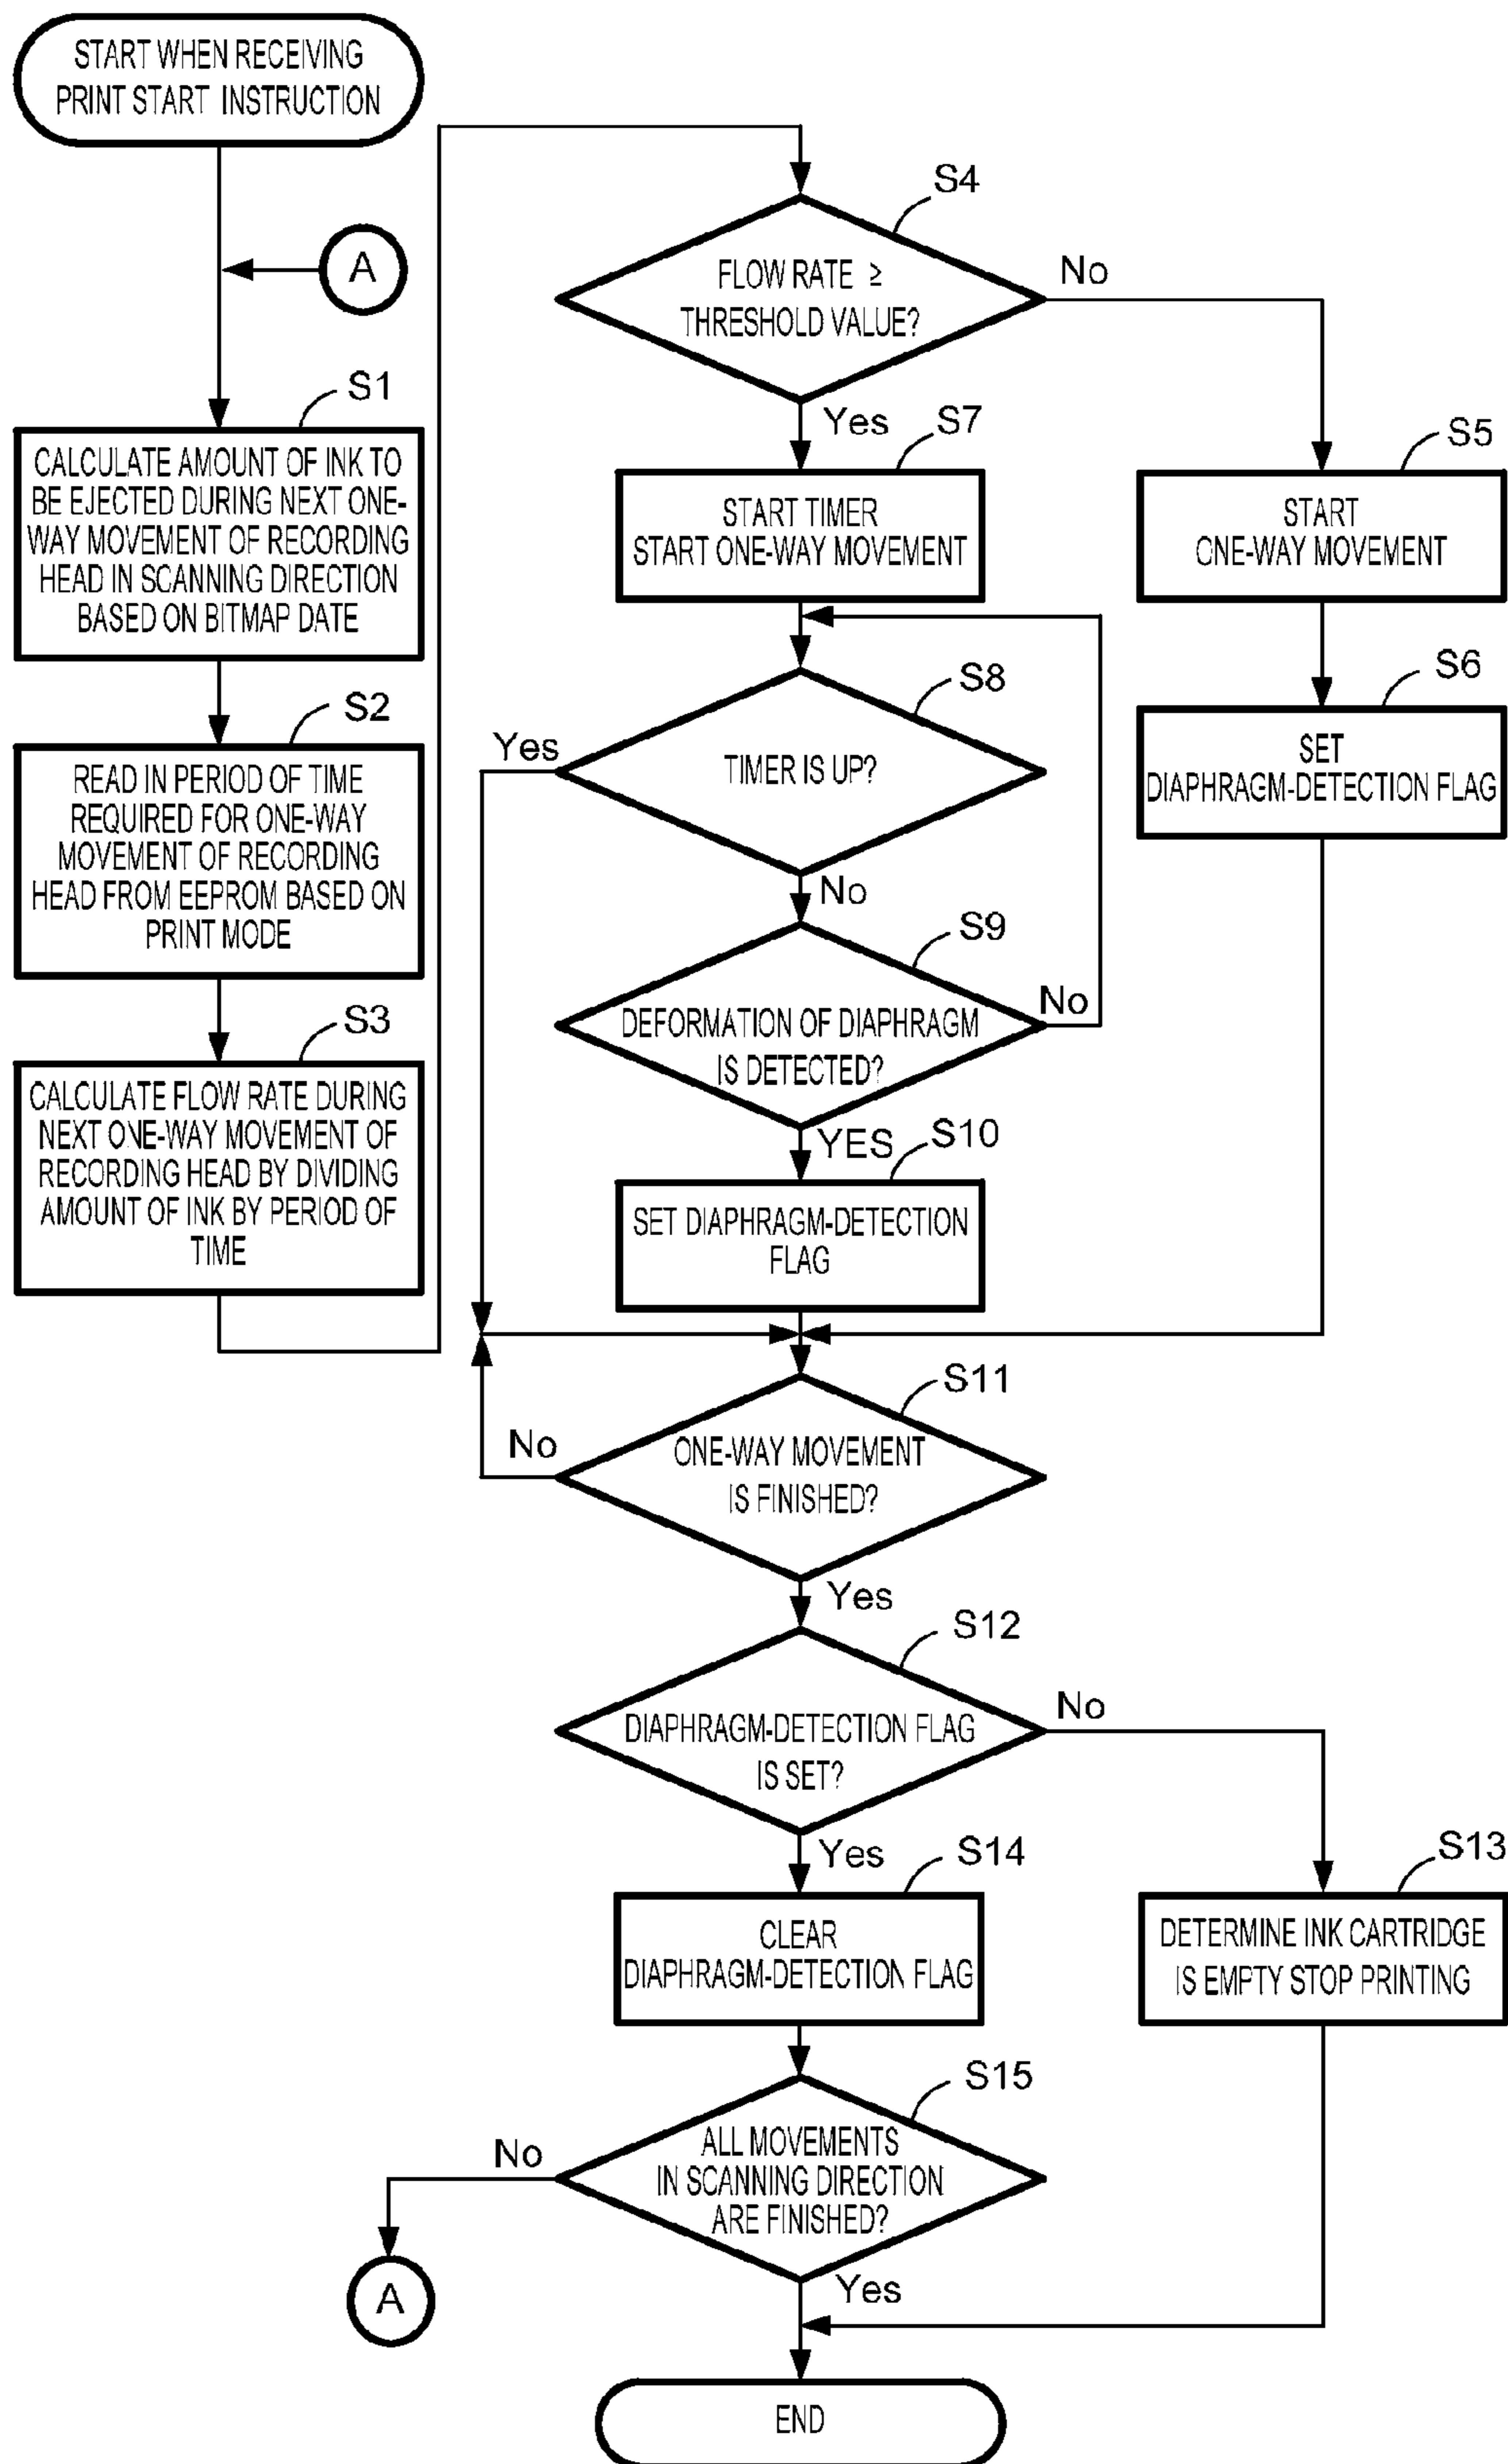 START WHEN RECEIVING
PRINT START INSTRUCTION
A
S1
CALCULATE AMOUNT OF INK TO
BE EJECTED DURING NEXT ONE-
WAY MOVEMENT OF RECORDING
HEAD IN SCANNING DIRECTION
BASED ON BITMAP DATE
S2
READ IN PERIOD OF TIME
REQUIRED FOR ONE-WAY
MOVEMENT OF RECORDING
HEAD FROM EEPROM BASED ON
PRINT MODE
S3
CALCULATE FLOW RATE DURING
NEXT ONE-WAY MOVEMENT OF
RECORDING HEAD BY DIVIDING
AMOUNT OF INK BY PERIOD OF
TIME
S4
FLOW RATE ≥
THRESHOLD VALUE?
No
Yes
S5
START
ONE-WAY MOVEMENT
S6
SET
DIAPHRAGM-DETECTION FLAG
S7
START TIMER
START ONE-WAY MOVEMENT
S8
TIMER IS UP?
Yes
No
S9
DEFORMATION OF DIAPHRAGM
IS DETECTED?
No
YES
S10
SET DIAPHRAGM-DETECTION
FLAG
S11
ONE-WAY MOVEMENT
IS FINISHED?
No
Yes
S12
DIAPHRAGM-DETECTION FLAG
IS SET?
No
Yes
S13
DETERMINE INK CARTRIDGE
IS EMPTY STOP PRINTING
S14
CLEAR
DIAPHRAGM-DETECTION FLAG
S15
ALL MOVEMENTS
IN SCANNING DIRECTION
ARE FINISHED?
No
A
Yes
END